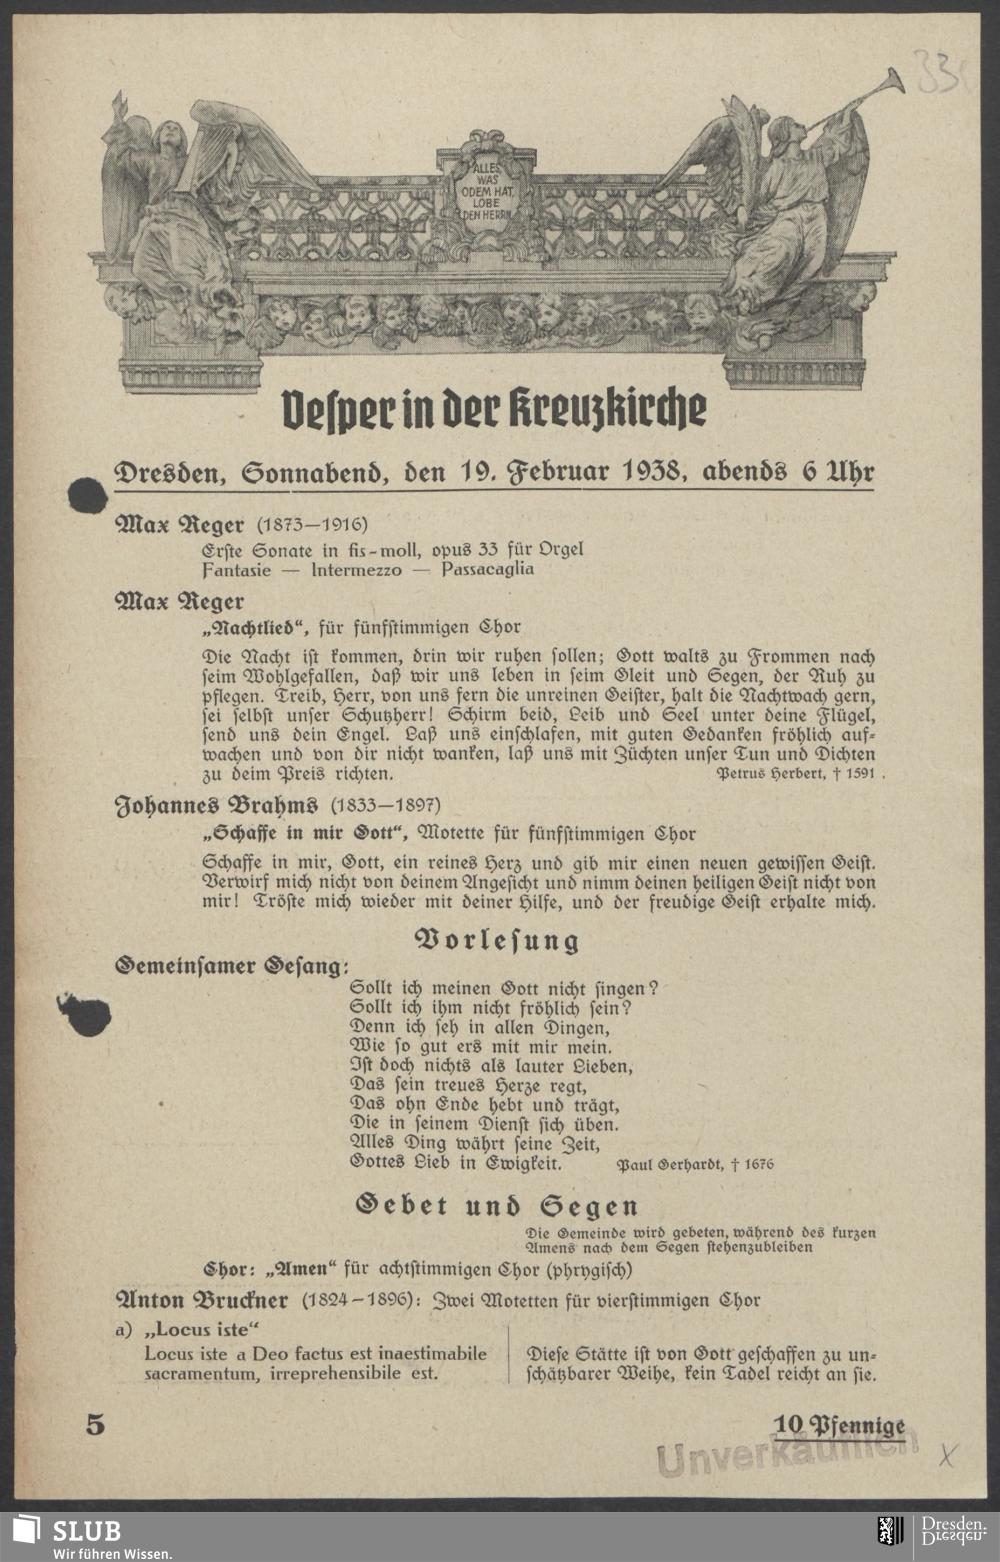 33
ALLES
WAS
ODEM HAT
LOBE
DEN HERRN
Vesper in der Kreuzkirche
Dresden, Sonnabend, den 19. Februar 1938, abends 6 Uhr
Max Reger (1873—1916)
Erste Sonate in fis-moll, opus 33 für Orgel
Fantasie — Intermezzo — Passacaglia
Max Reger
„Nachtlied“, für fünfstimmigen Chor
Die Nacht ist kommen, drin wir ruhen sollen; Gott walts zu Frommen nach
seim Wohlgefallen, daß wir uns leben in seim Gleit und Segen, der Ruh zu
pflegen. Treib, Herr, von uns fern die unreinen Geister, halt die Nachtwach gern,
sei selbst unser Schutzherr! Schirm beid, Leib und Seel unter deine Flügel,
send uns dein Engel. Laß uns einschlafen, mit guten Gedanken fröhlich auf-
wachen und von dir nicht wanken, laß uns mit Züchten unser Tun und Dichten
zu deim Preis richten. Petrus Herbert, † 1591.
Johannes Brahms (1833—1897)
„Schaffe in mir Gott“, Motette für fünfstimmigen Chor
Schaffe in mir, Gott, ein reines Herz und gib mir einen neuen gewissen Geist.
Verwirf mich nicht von deinem Angesicht und nimm deinen heiligen Geist nicht von
mir! Tröste mich wieder mit deiner Hilfe, und der freudige Geist erhalte mich.
Vorlesung
Gemeinsamer Gesang:
Sollt ich meinen Gott nicht singen?
Sollt ich ihm nicht fröhlich sein?
Denn ich seh in allen Dingen,
Wie so gut ers mit mir mein.
Ist doch nichts als lauter Lieben,
Das sein treues Herze regt,
Das ohn Ende hebt und trägt,
Die in seinem Dienst sich üben.
Alles Ding währt seine Zeit,
Gottes Lieb in Ewigkeit. Paul Gerhardt, † 1676
Gebet und Segen
Die Gemeinde wird gebeten, während des kurzen
Amens nach dem Segen stehenzubleiben
Chor: „Amen“ für achtstimmigen Chor (phrygisch)
Anton Bruckner (1824—1896): Zwei Motetten für vierstimmigen Chor
a) „Locus iste“
Locus iste a Deo factus est inaestimabile
sacramentum, irreprehensibile est.
Diese Stätte ist von Gott geschaffen zu un-
schätzbarer Weihe, kein Tadel reicht an sie.
5
10 Pfennige
Unverkäuflich
x
SLUB
Wir führen Wissen.
Dresden.
Dresden.